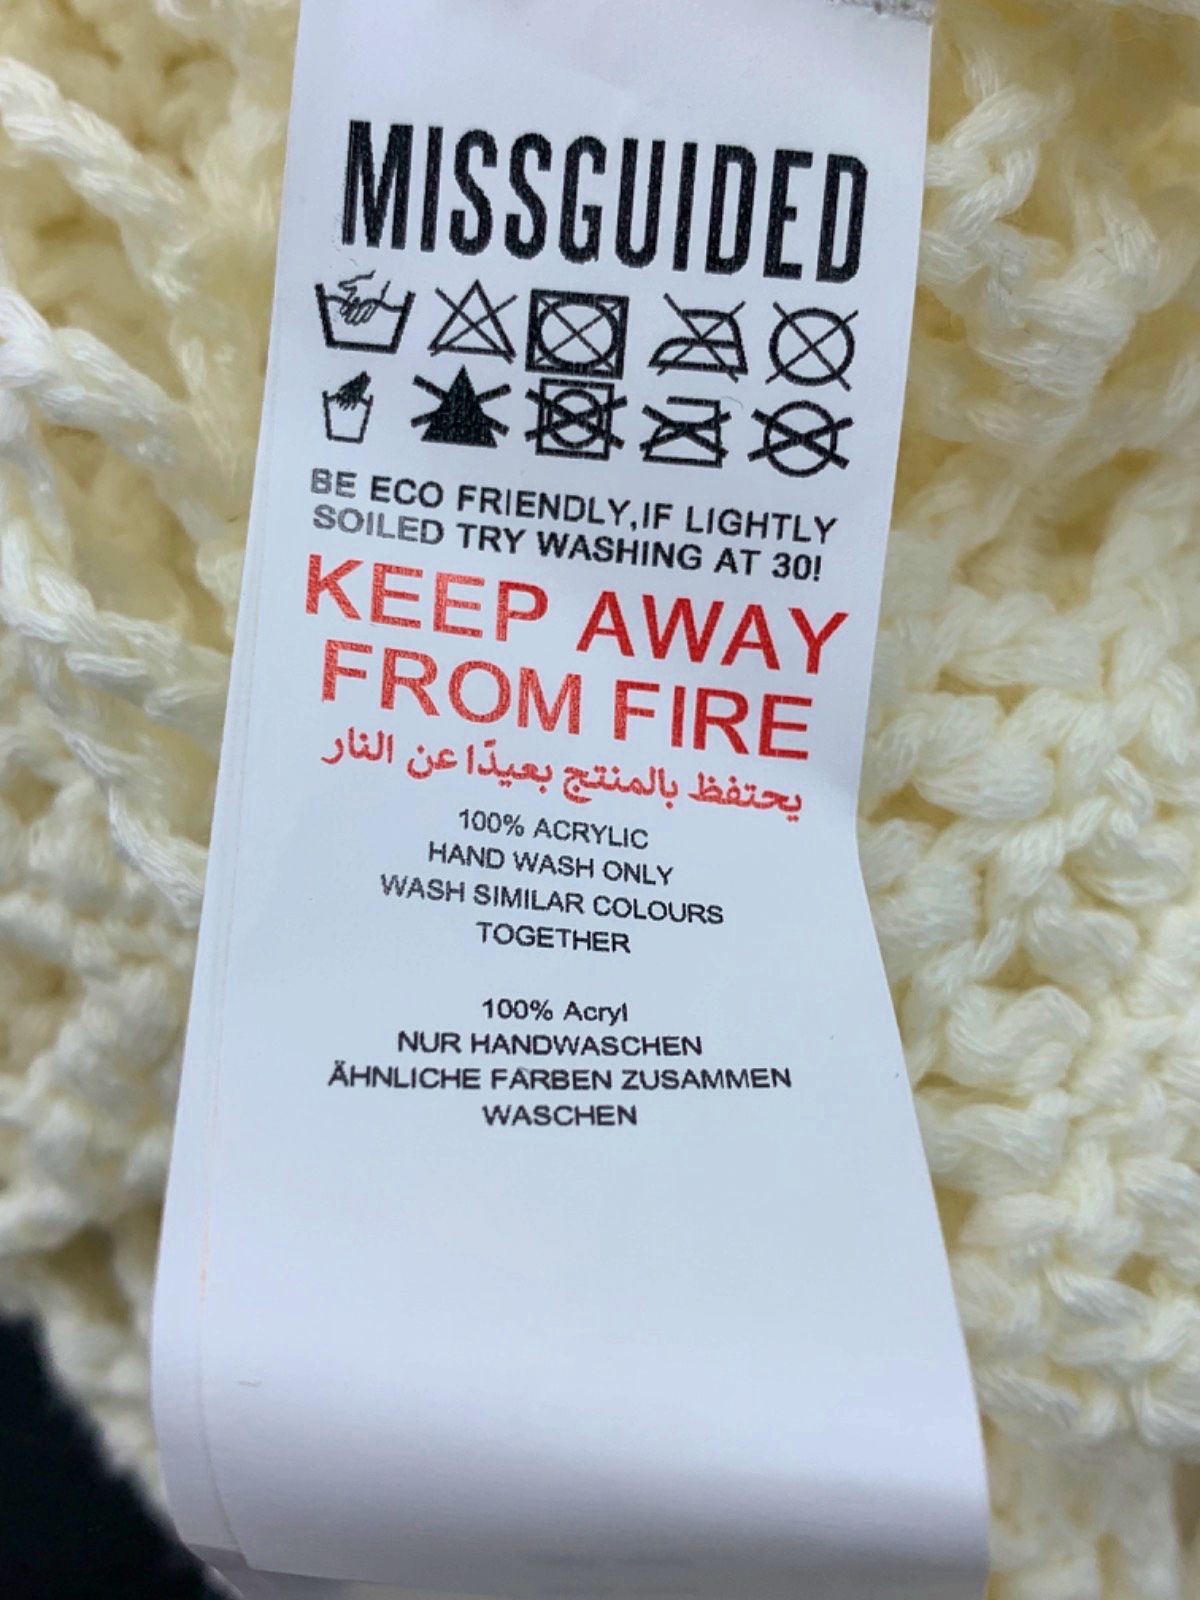 MISSGUIDED
BE ECO FRIENDLY,IF LIGHTLY
SOILED TRY WASHING AT 30!
KEEP AWAY
FROM FIRE
يحتفظ بالمنتج بعيدًا عن النار
100% ACRYLIC
HAND WASH ONLY
WASH SIMILAR COLOURS
TOGETHER
100% Acryl
NUR HANDWASCHEN
ÄHNLICHE FARBEN ZUSAMMEN
WASCHEN